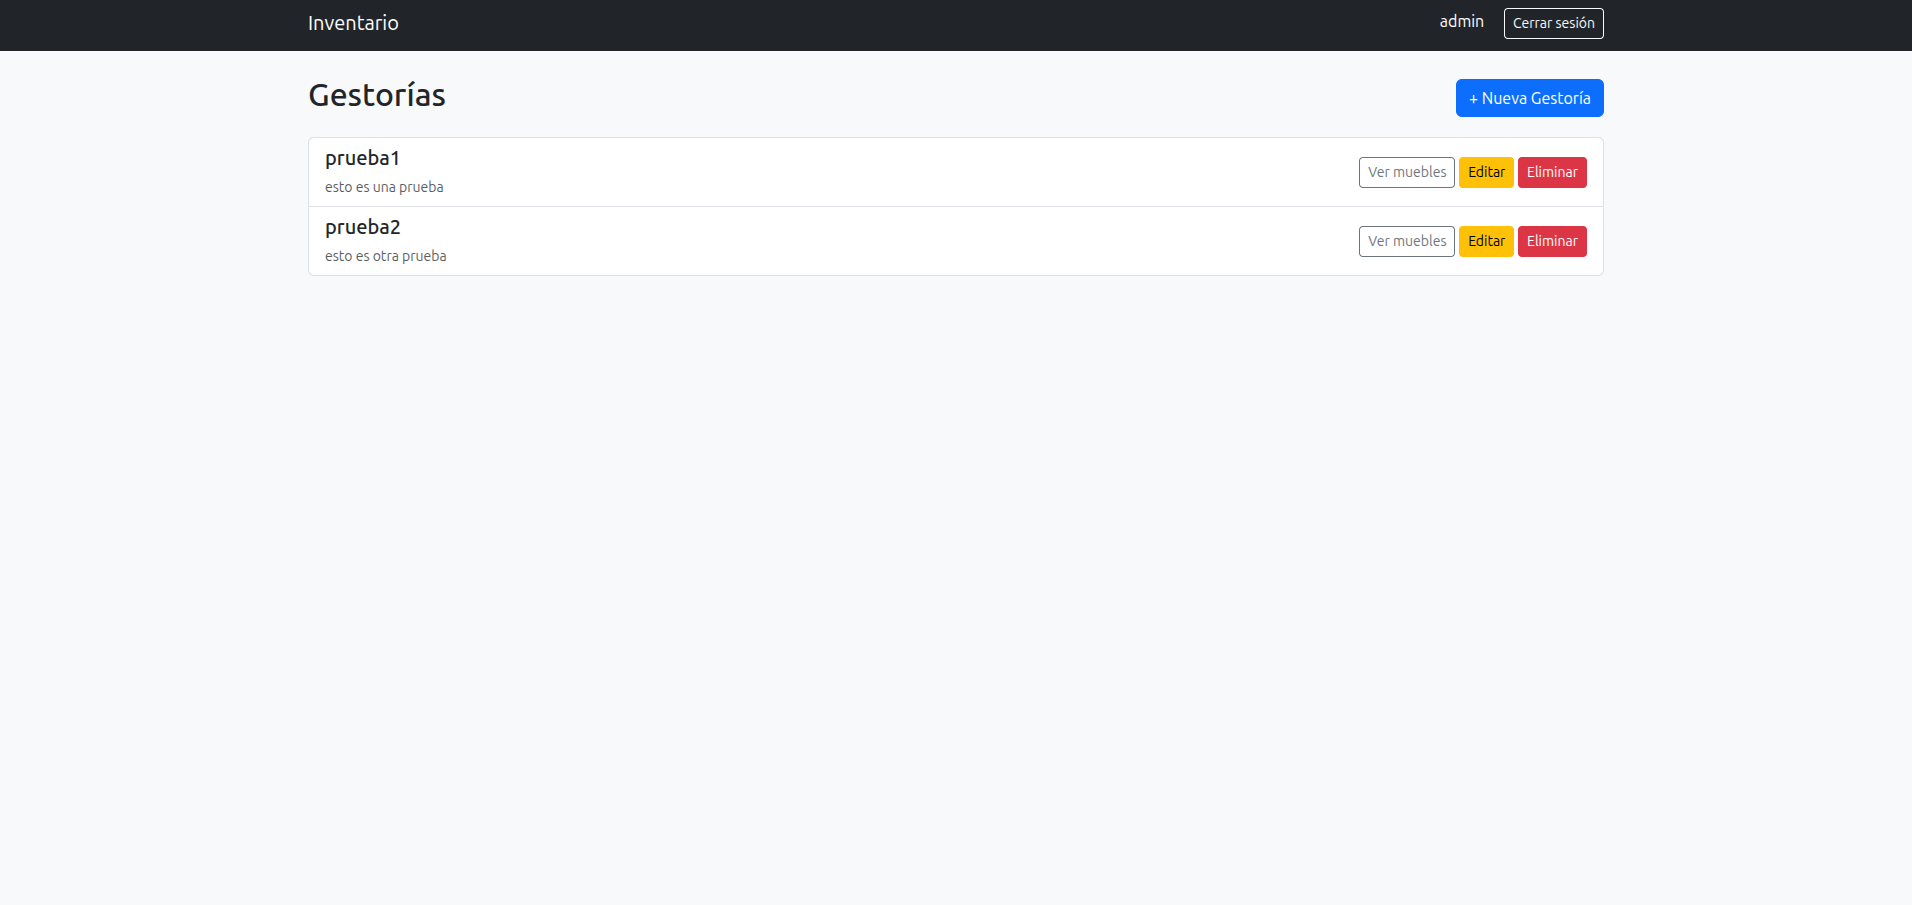 Inventario admin Cerrar sesión
Gestorías + Nueva Gestoría
prueba1
esto es una prueba
Ver muebles Editar Eliminar
prueba2
esto es otra prueba
Ver muebles Editar Eliminar